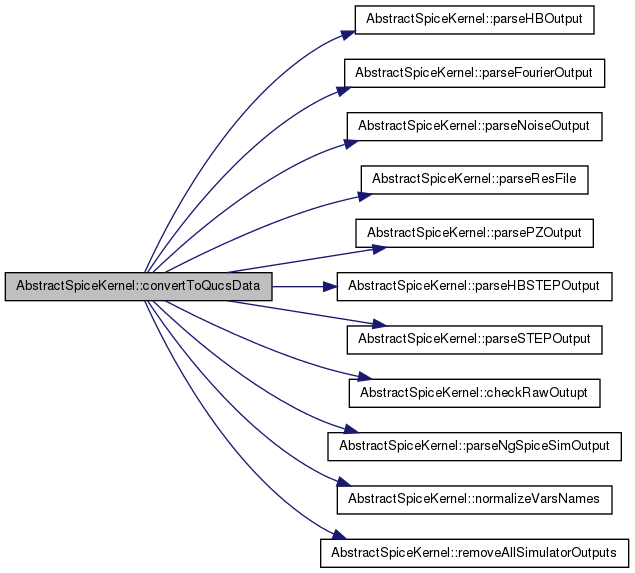 AbstractSpiceKernel::parseHBOutput
AbstractSpiceKernel::parseFourierOutput
AbstractSpiceKernel::parseNoiseOutput
AbstractSpiceKernel::parseResFile
AbstractSpiceKernel::parsePZOutput
AbstractSpiceKernel::convertToQucsData
AbstractSpiceKernel::parseHBSTEPOutput
AbstractSpiceKernel::parseSTEPOutput
AbstractSpiceKernel::checkRawOutupt
AbstractSpiceKernel::parseNgSpiceSimOutput
AbstractSpiceKernel::normalizeVarsNames
AbstractSpiceKernel::removeAllSimulatorOutputs